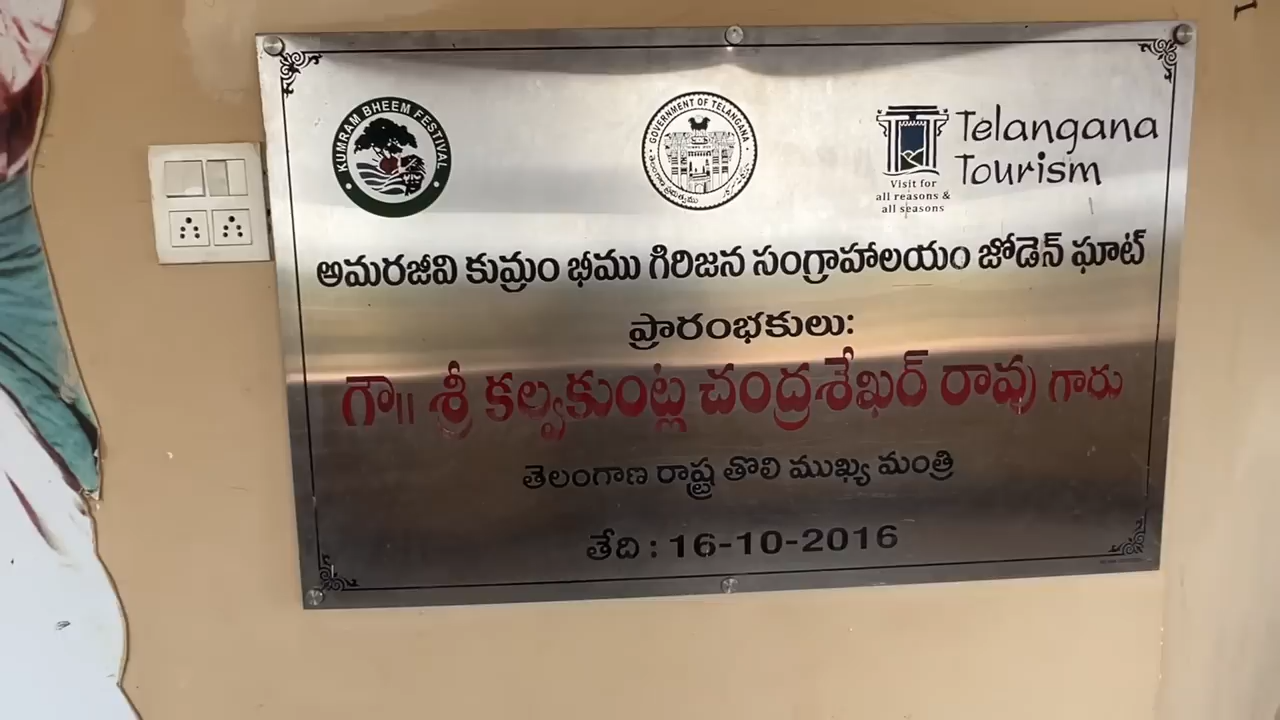 KUMRAM BHEEM FESTIVAL
GOVERNMENT OF TELANGANA
Telangana
Tourism
Visit for
all reasons &
all seasons
అమరజీవి కుమ్రం భీము గిరిజన సంగ్రాహాలయం జోడెన్ ఘాట్
ప్రారంభకులు:
గౌ॥ శ్రీ కల్వకుంట్ల చంద్రశేఖర్ రావు గారు
తెలంగాణ రాష్ట్ర తొలి ముఖ్య మంత్రి
తేది : 16-10-2016